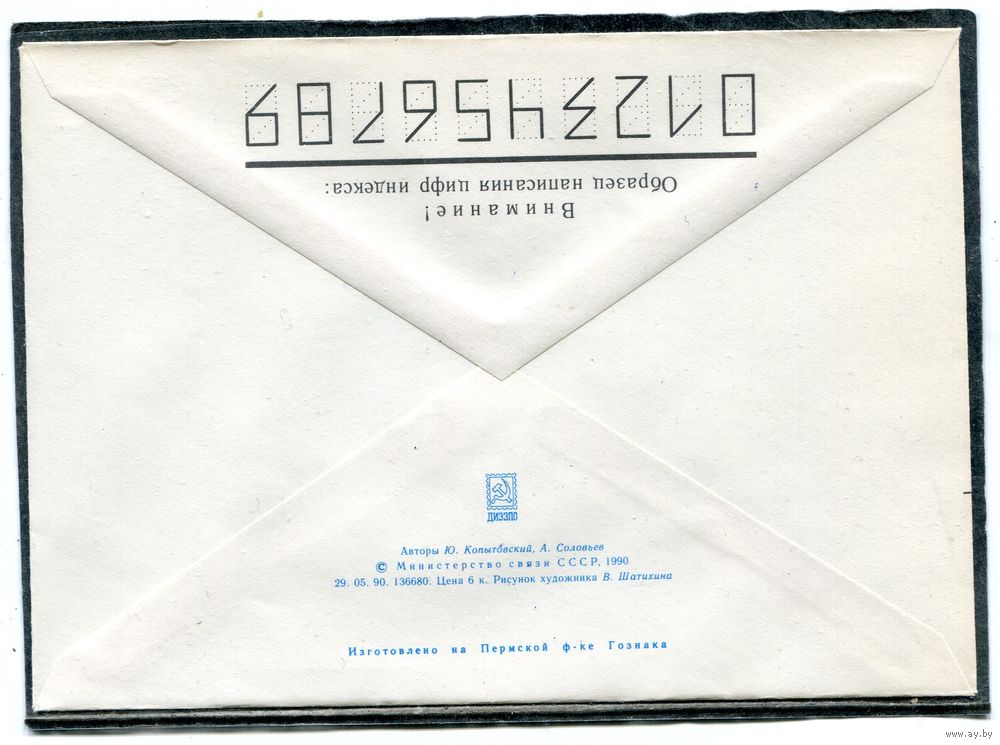 Внимание!
Образец написания цифр индекса:
0123456789
ДИЭЗПО
Авторы Ю. Копытовский, А. Соловьев
© Министерство связи СССР, 1990
29. 05. 90. 136680. Цена 6 к. Рисунок художника В. Шатихина
Изготовлено на Пермской ф-ке Гознака
www.ay.by